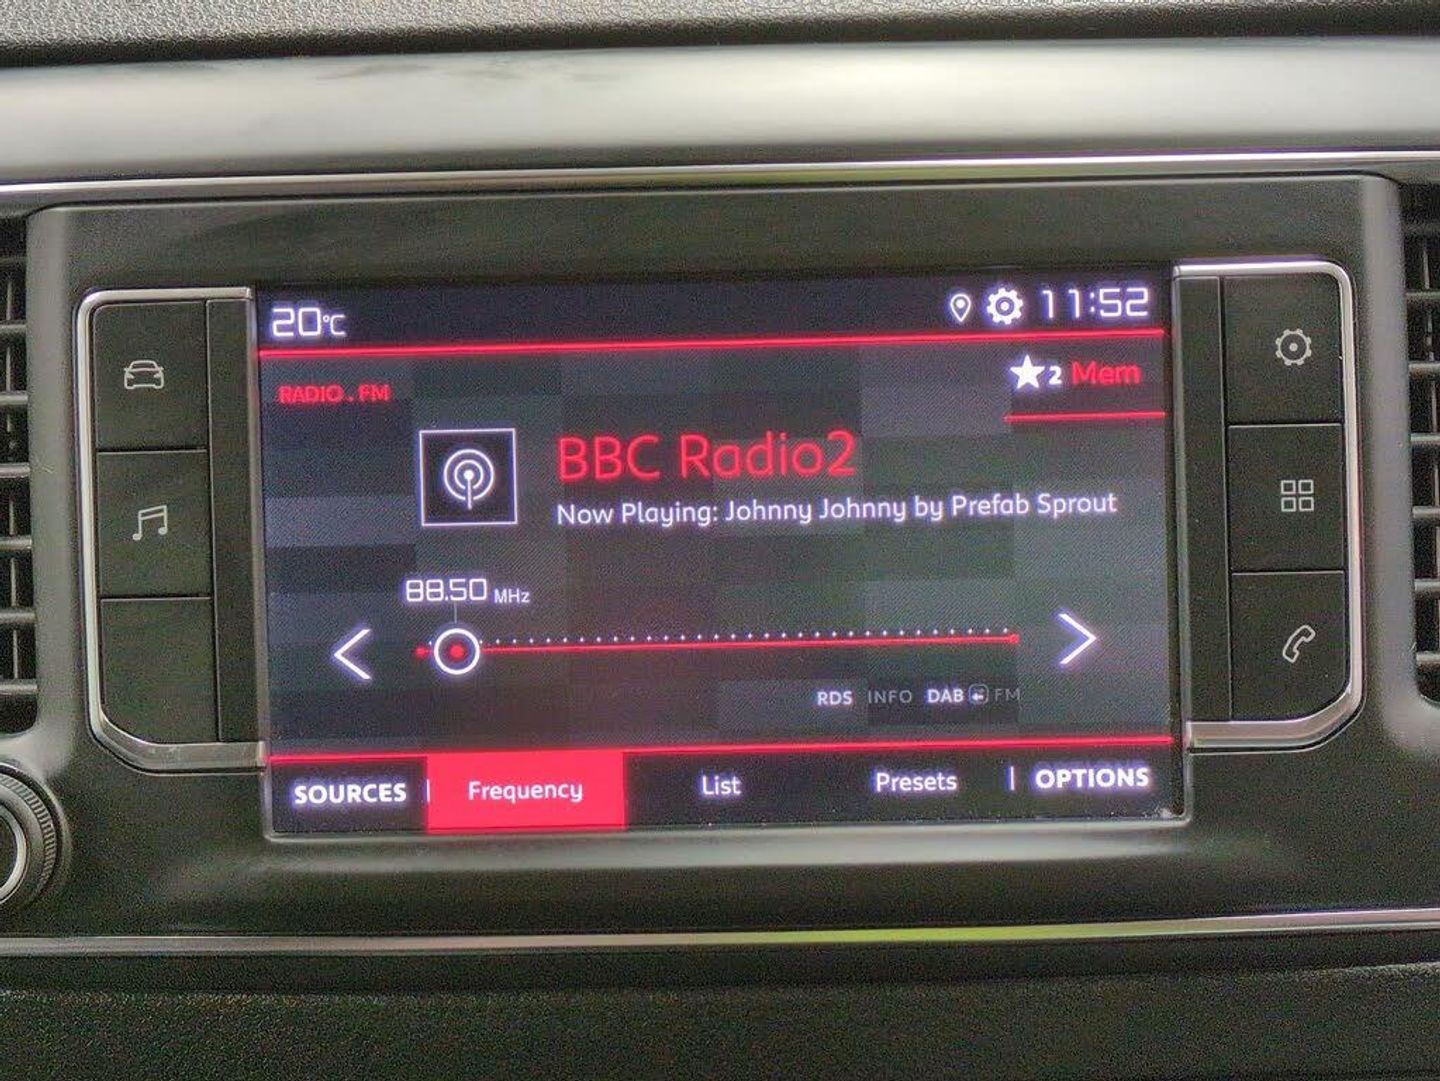 20°C 11:52
RADIO . FM
★2 Mem
BBC Radio2
Now Playing: Johnny Johnny by Prefab Sprout
88.50 MHz
RDS INFO DAB FM
SOURCES Frequency List Presets OPTIONS